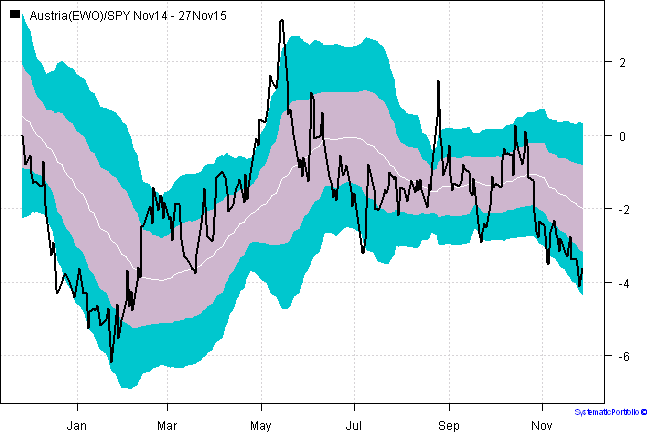 Austria(EWO)/SPY Nov14 - 27Nov15
2
0
-2
-4
-6
Jan Mar May Jul Sep Nov
SystematicPortfolio ©